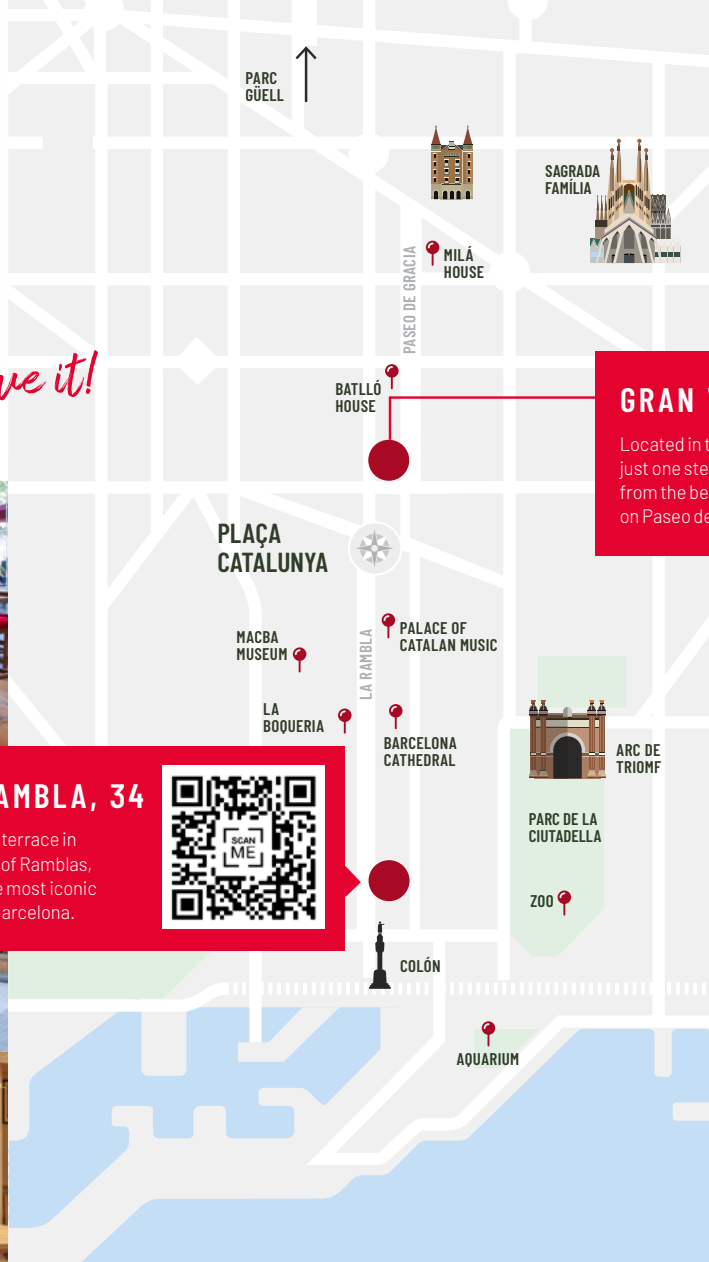 PARC
GÜELL
SAGRADA
FAMÍLIA
PASEO DE GRACIA
MILÁ
HOUSE
ve it!
BATLLÓ
HOUSE
GRAN
Located in
just one
from the
on Paseo
PLAÇA
CATALUNYA
LA RAMBLA
PALACE OF
CATALAN MUSIC
MACBA
MUSEUM
LA
BOQUERIA
BARCELONA
CATHEDRAL
ARC DE
TRIOMF
AMBLA, 34
terrace in
of Ramblas,
most iconic
arcelona.
SCAN
ME
PARC DE LA
CIUTADELLA
ZOO
COLÓN
AQUARIUM